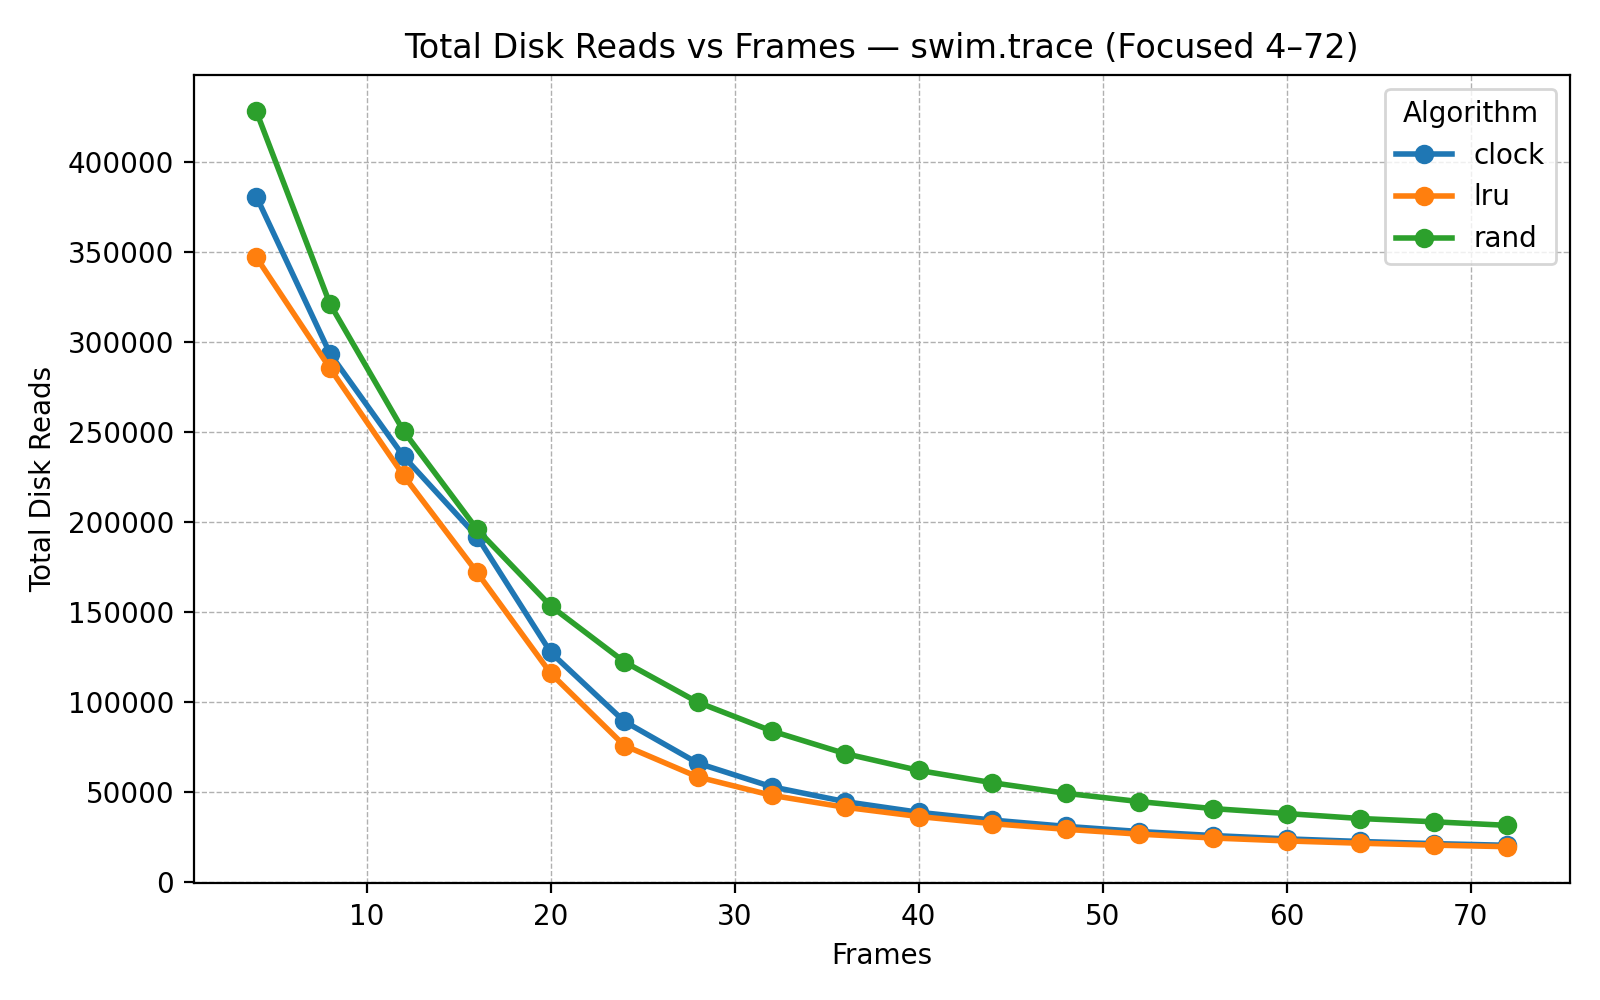 Total Disk Reads vs Frames — swim.trace (Focused 4–72)
Algorithm
clock
lru
rand
Total Disk Reads
400000
350000
300000
250000
200000
150000
100000
50000
0
10 20 30 40 50 60 70
Frames